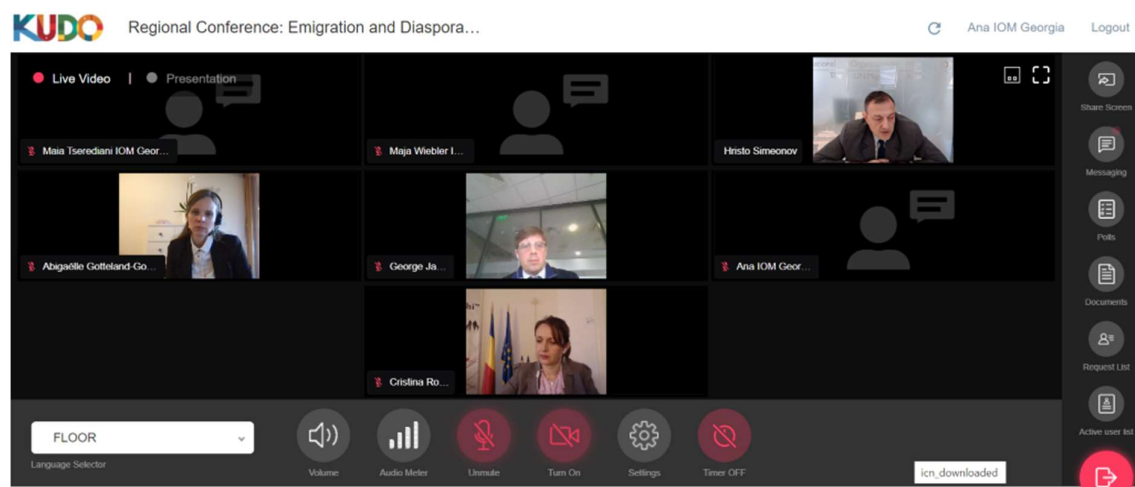 KUDO
Regional Conference: Emigration and Diaspora...
Ana IOM Georgia
Logout
Live Video | Presentation
Maia Tserediani IOM Geor...
Maja Wiebler I...
Hristo Simeonov
Abigaëlle Gotteland-Go...
George Ja...
Ana IOM Geor...
Cristina Ro...
Share Screen
Messaging
Polls
Documents
Request List
Active user list
FLOOR
Language Selector
Volume
Audio Meter
Unmute
Turn On
Settings
Timer OFF
icn_downloaded